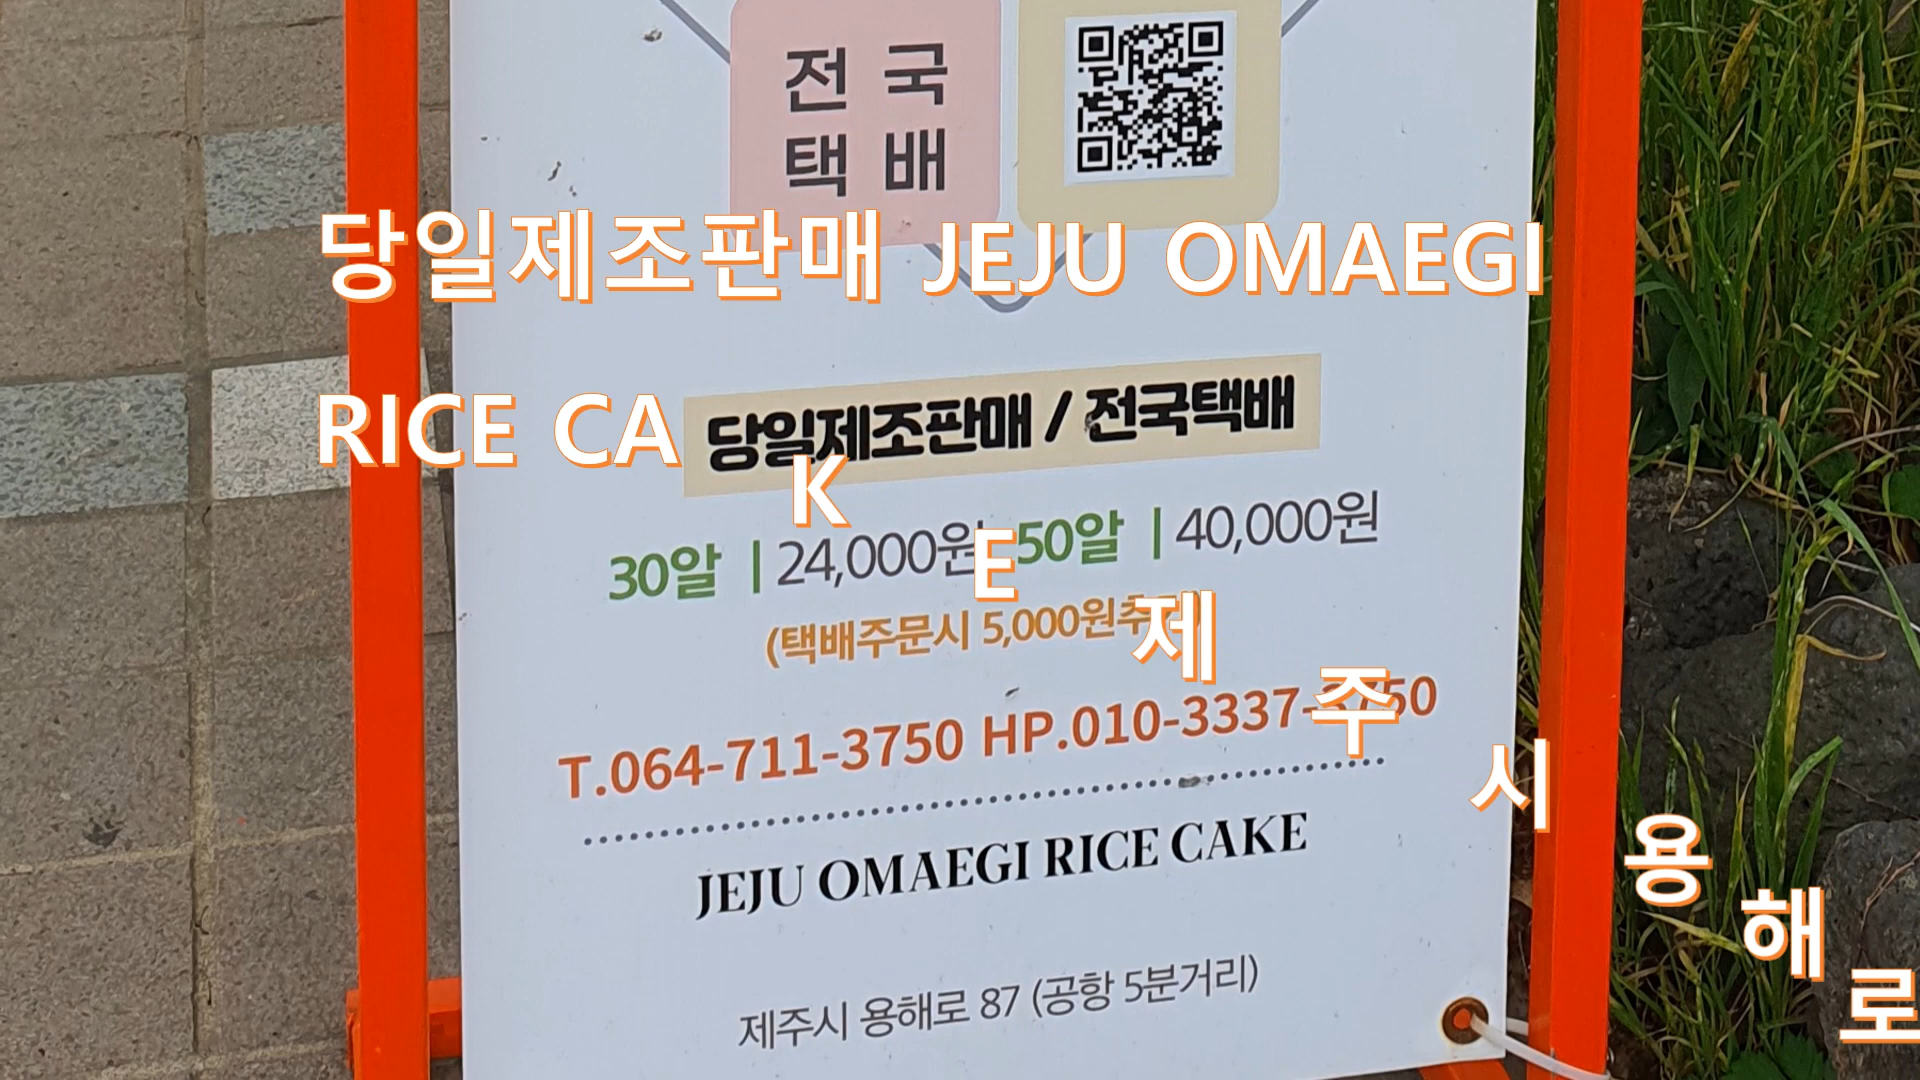 전국
택배
당일제조판매 JEJU OMAEGI
RICE CAKE 제주시 용해로
당일제조판매 / 전국택배
30알 | 24,000원 50알 | 40,000원
(택배주문시 5,000원추가)
T.064-711-3750 HP.010-3337-3750
JEJU OMAEGI RICE CAKE
제주시 용해로 87 (공항 5분거리)